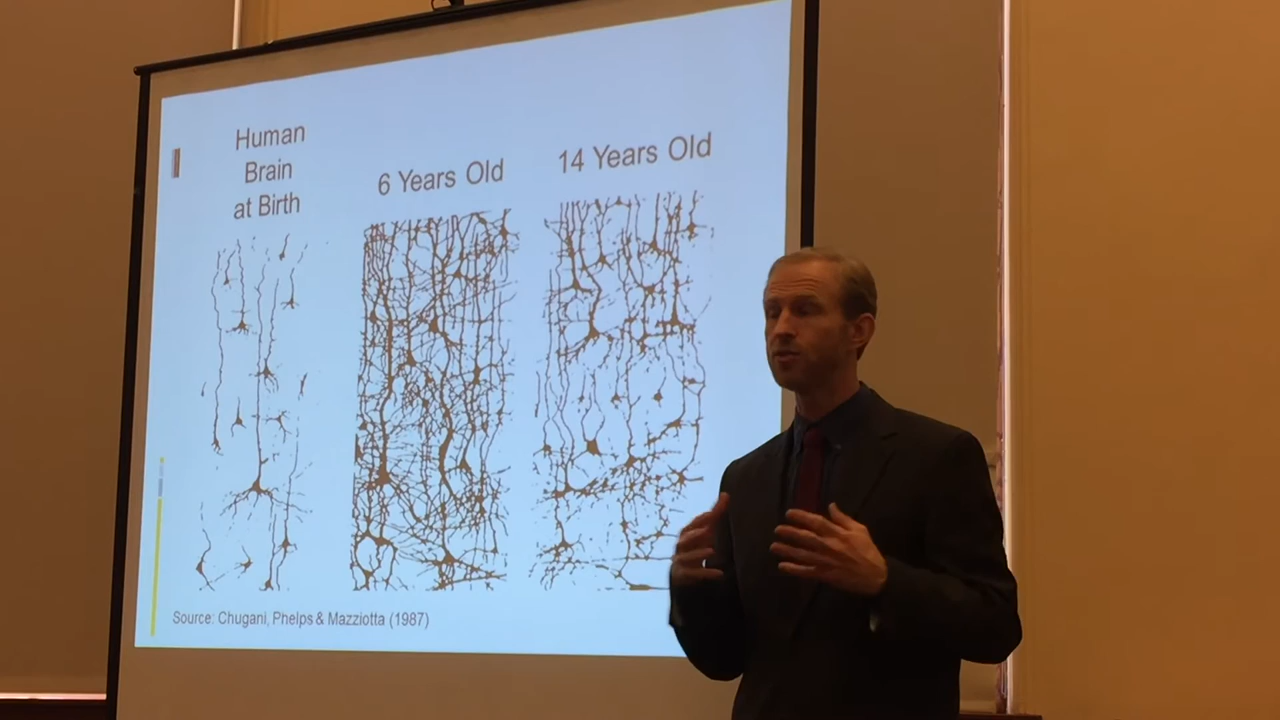 Human
Brain
at Birth
6 Years Old
14 Years Old
Source: Chugani, Phelps & Mazziotta (1987)